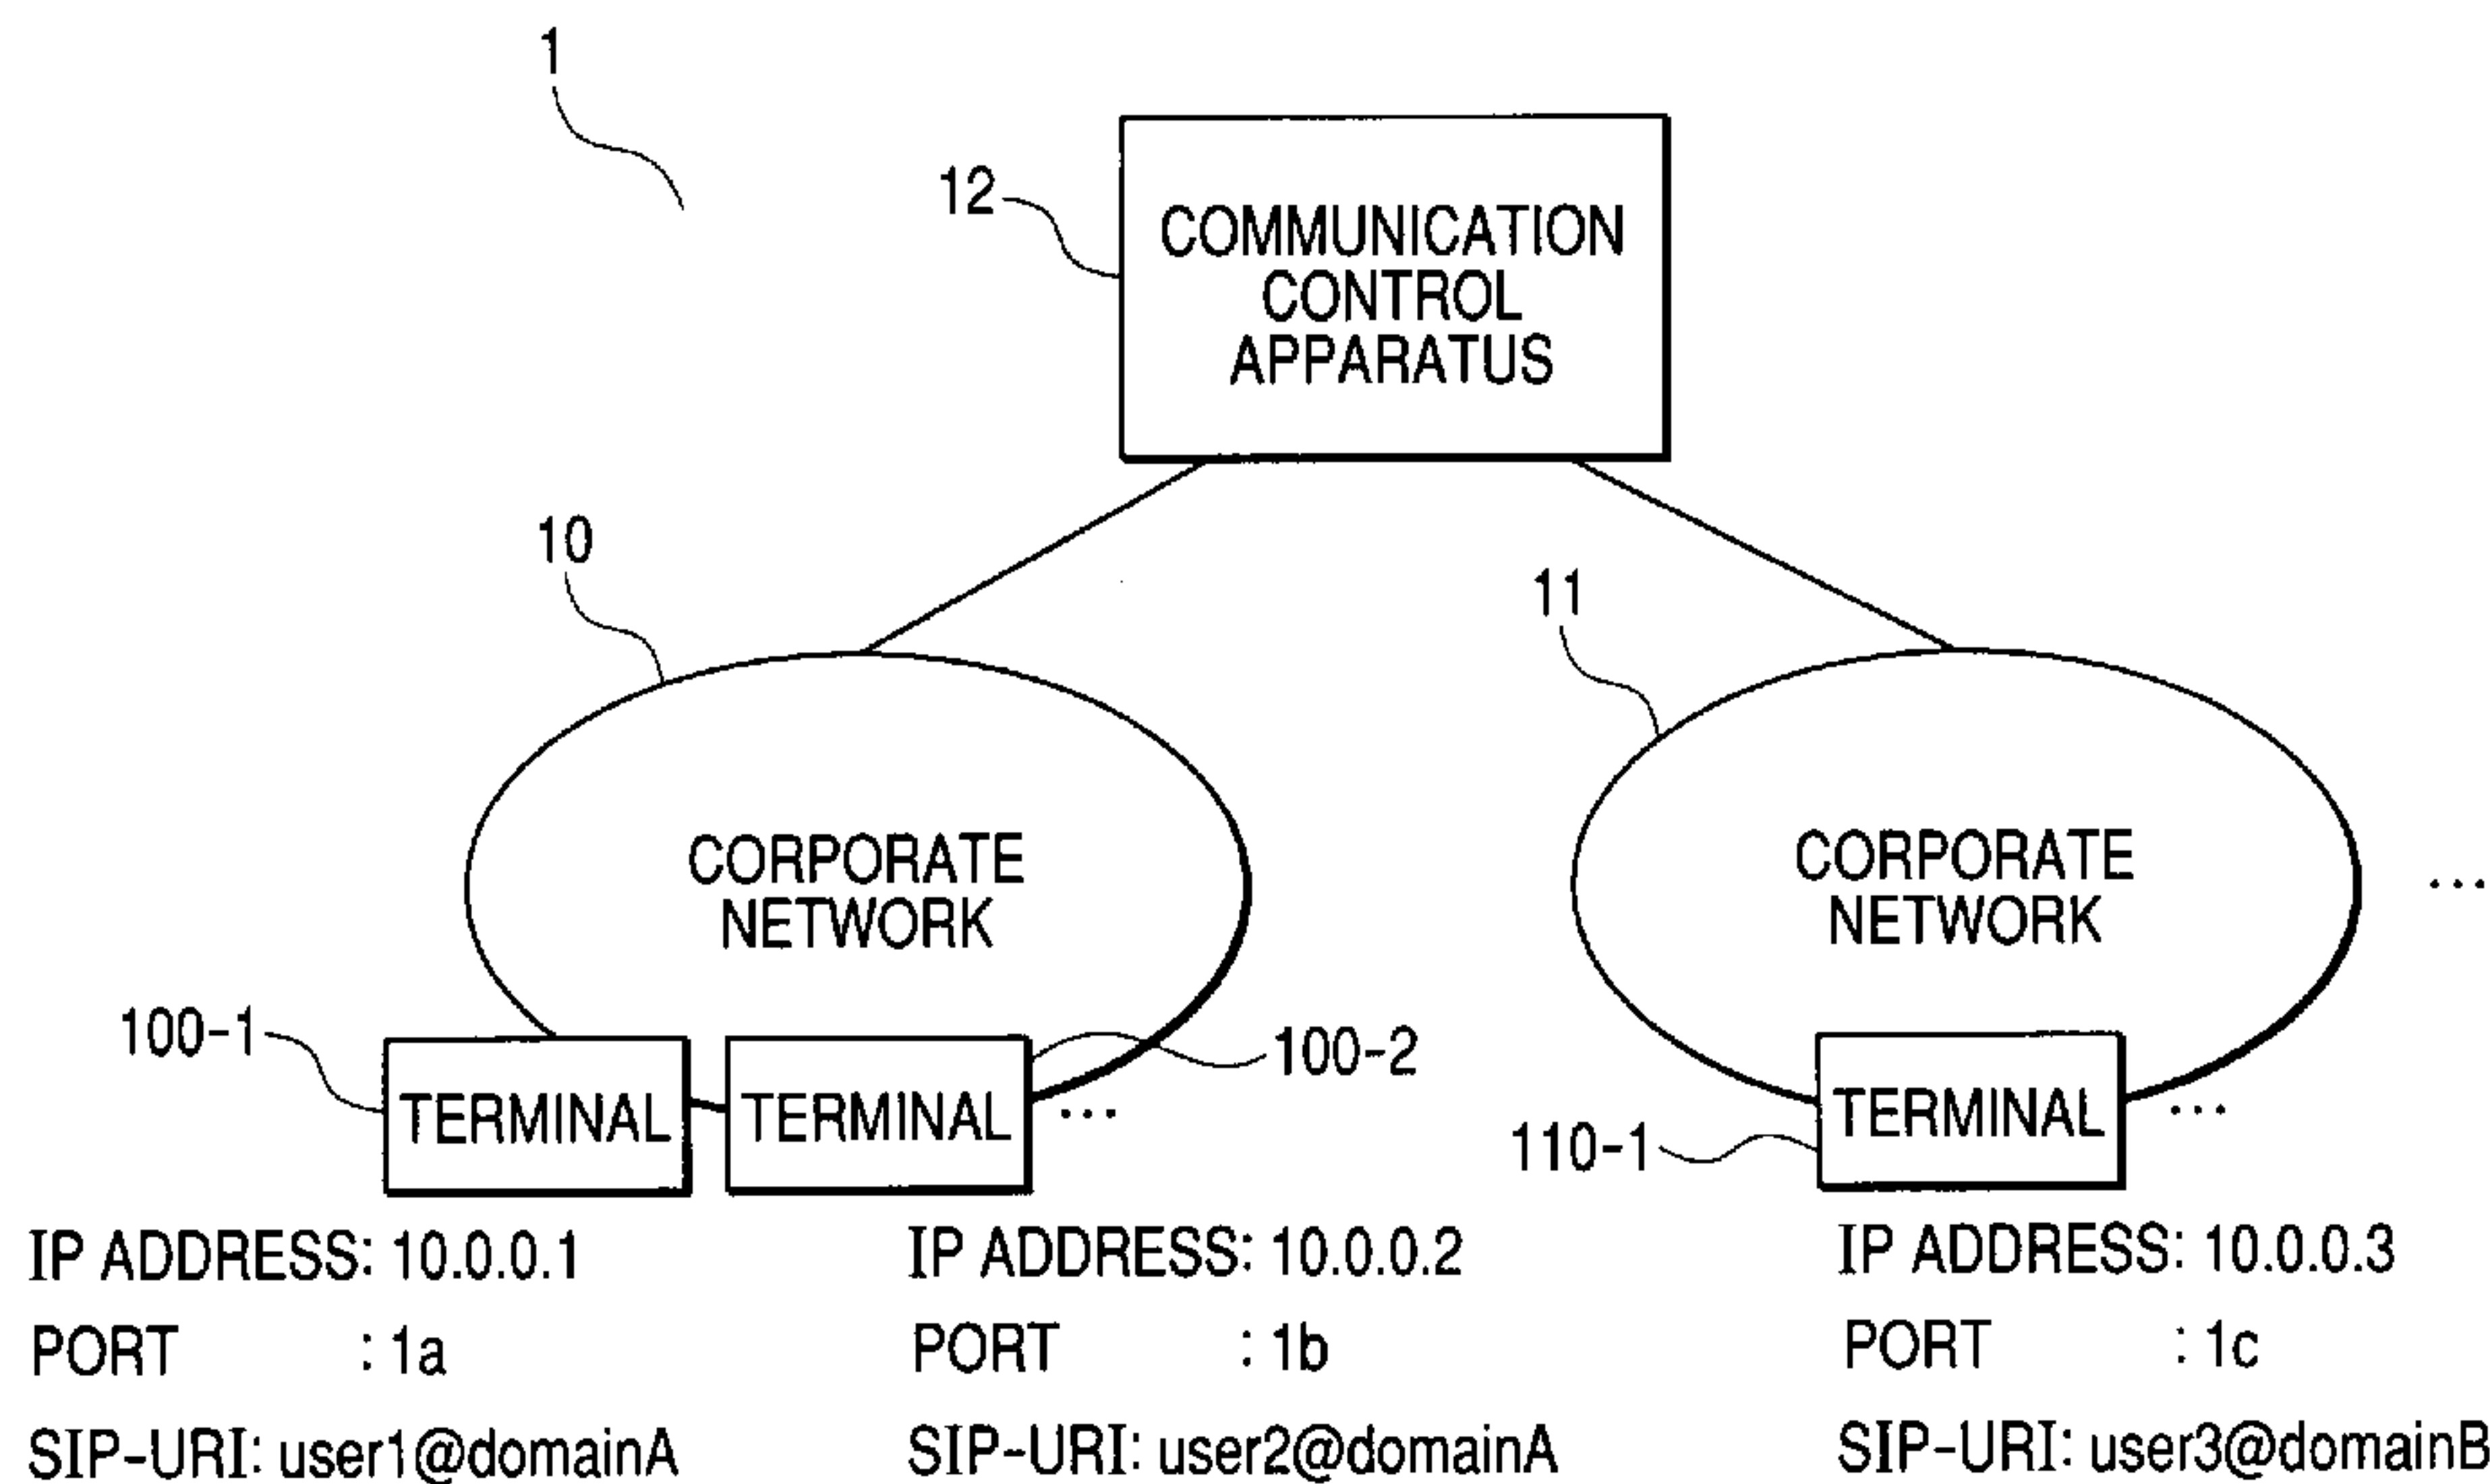 1
12
COMMUNICATION
CONTROL
APPARATUS
10
11
CORPORATE
NETWORK
CORPORATE
NETWORK
...
100-1
TERMINAL
TERMINAL
100-2
...
110-1
TERMINAL
...
IP ADDRESS: 10.0.0.1
PORT : 1a
SIP-URI: user1@domainA
IP ADDRESS: 10.0.0.2
PORT : 1b
SIP-URI: user2@domainA
IP ADDRESS: 10.0.0.3
PORT : 1c
SIP-URI: user3@domainB